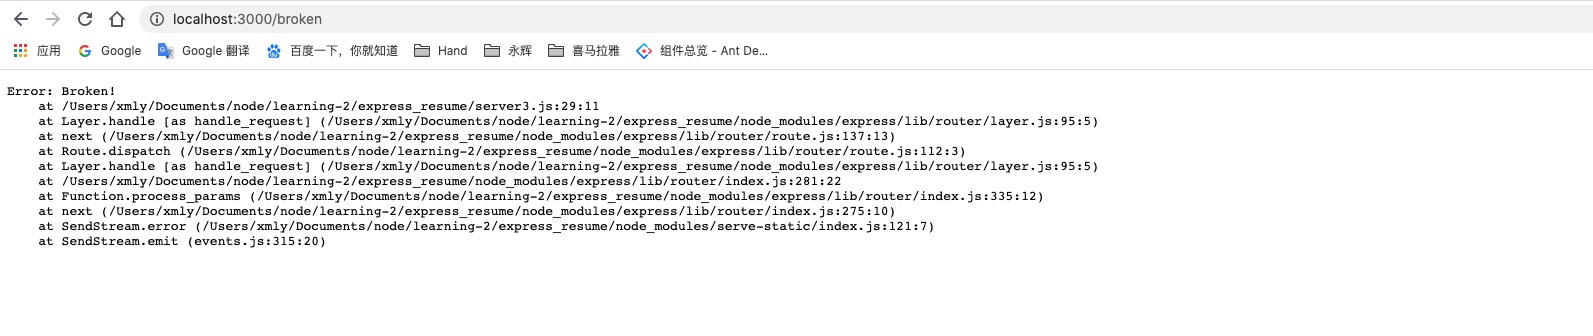 localhost:3000/broken
应用 Google Google 翻译 百度一下，你就知道 Hand 永辉 喜马拉雅 组件总览 - Ant De...
Error: Broken!
    at /Users/xmly/Documents/node/learning-2/express_resume/server3.js:29:11
    at Layer.handle [as handle_request] (/Users/xmly/Documents/node/learning-2/express_resume/node_modules/express/lib/router/layer.js:95:5)
    at next (/Users/xmly/Documents/node/learning-2/express_resume/node_modules/express/lib/router/route.js:137:13)
    at Route.dispatch (/Users/xmly/Documents/node/learning-2/express_resume/node_modules/express/lib/router/route.js:112:3)
    at Layer.handle [as handle_request] (/Users/xmly/Documents/node/learning-2/express_resume/node_modules/express/lib/router/layer.js:95:5)
    at /Users/xmly/Documents/node/learning-2/express_resume/node_modules/express/lib/router/index.js:281:22
    at Function.process_params (/Users/xmly/Documents/node/learning-2/express_resume/node_modules/express/lib/router/index.js:335:12)
    at next (/Users/xmly/Documents/node/learning-2/express_resume/node_modules/express/lib/router/index.js:275:10)
    at SendStream.error (/Users/xmly/Documents/node/learning-2/express_resume/node_modules/serve-static/index.js:121:7)
    at SendStream.emit (events.js:315:20)